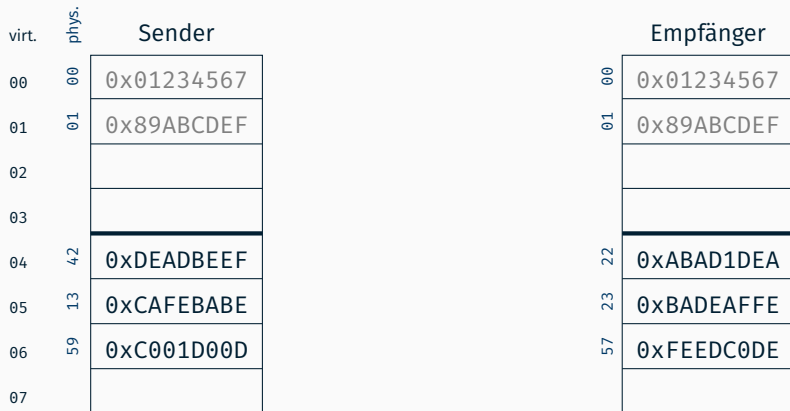 virt. phys. Sender Empfänger
00 00 0x01234567 00 0x01234567
01 01 0x89ABCDEF 01 0x89ABCDEF
02
03
04 42 0xDEADBEEF 22 0xABAD1DEA
05 13 0xCAFEBABE 23 0xBADEAFFE
06 59 0xC001D00D 57 0xFEEDC0DE
07